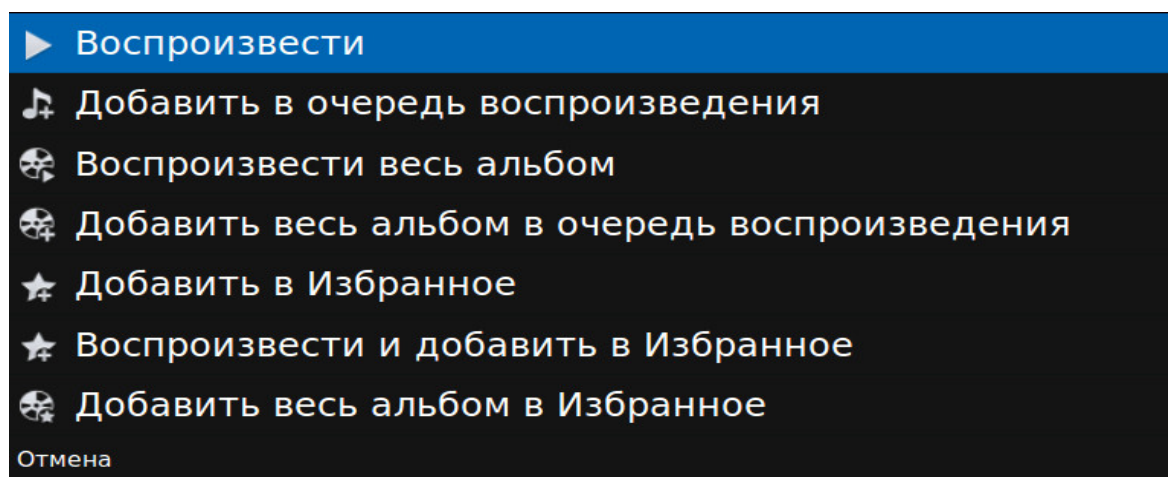 Воспроизвести
Добавить в очередь воспроизведения
Воспроизвести весь альбом
Добавить весь альбом в очередь воспроизведения
Добавить в Избранное
Воспроизвести и добавить в Избранное
Добавить весь альбом в Избранное
Отмена